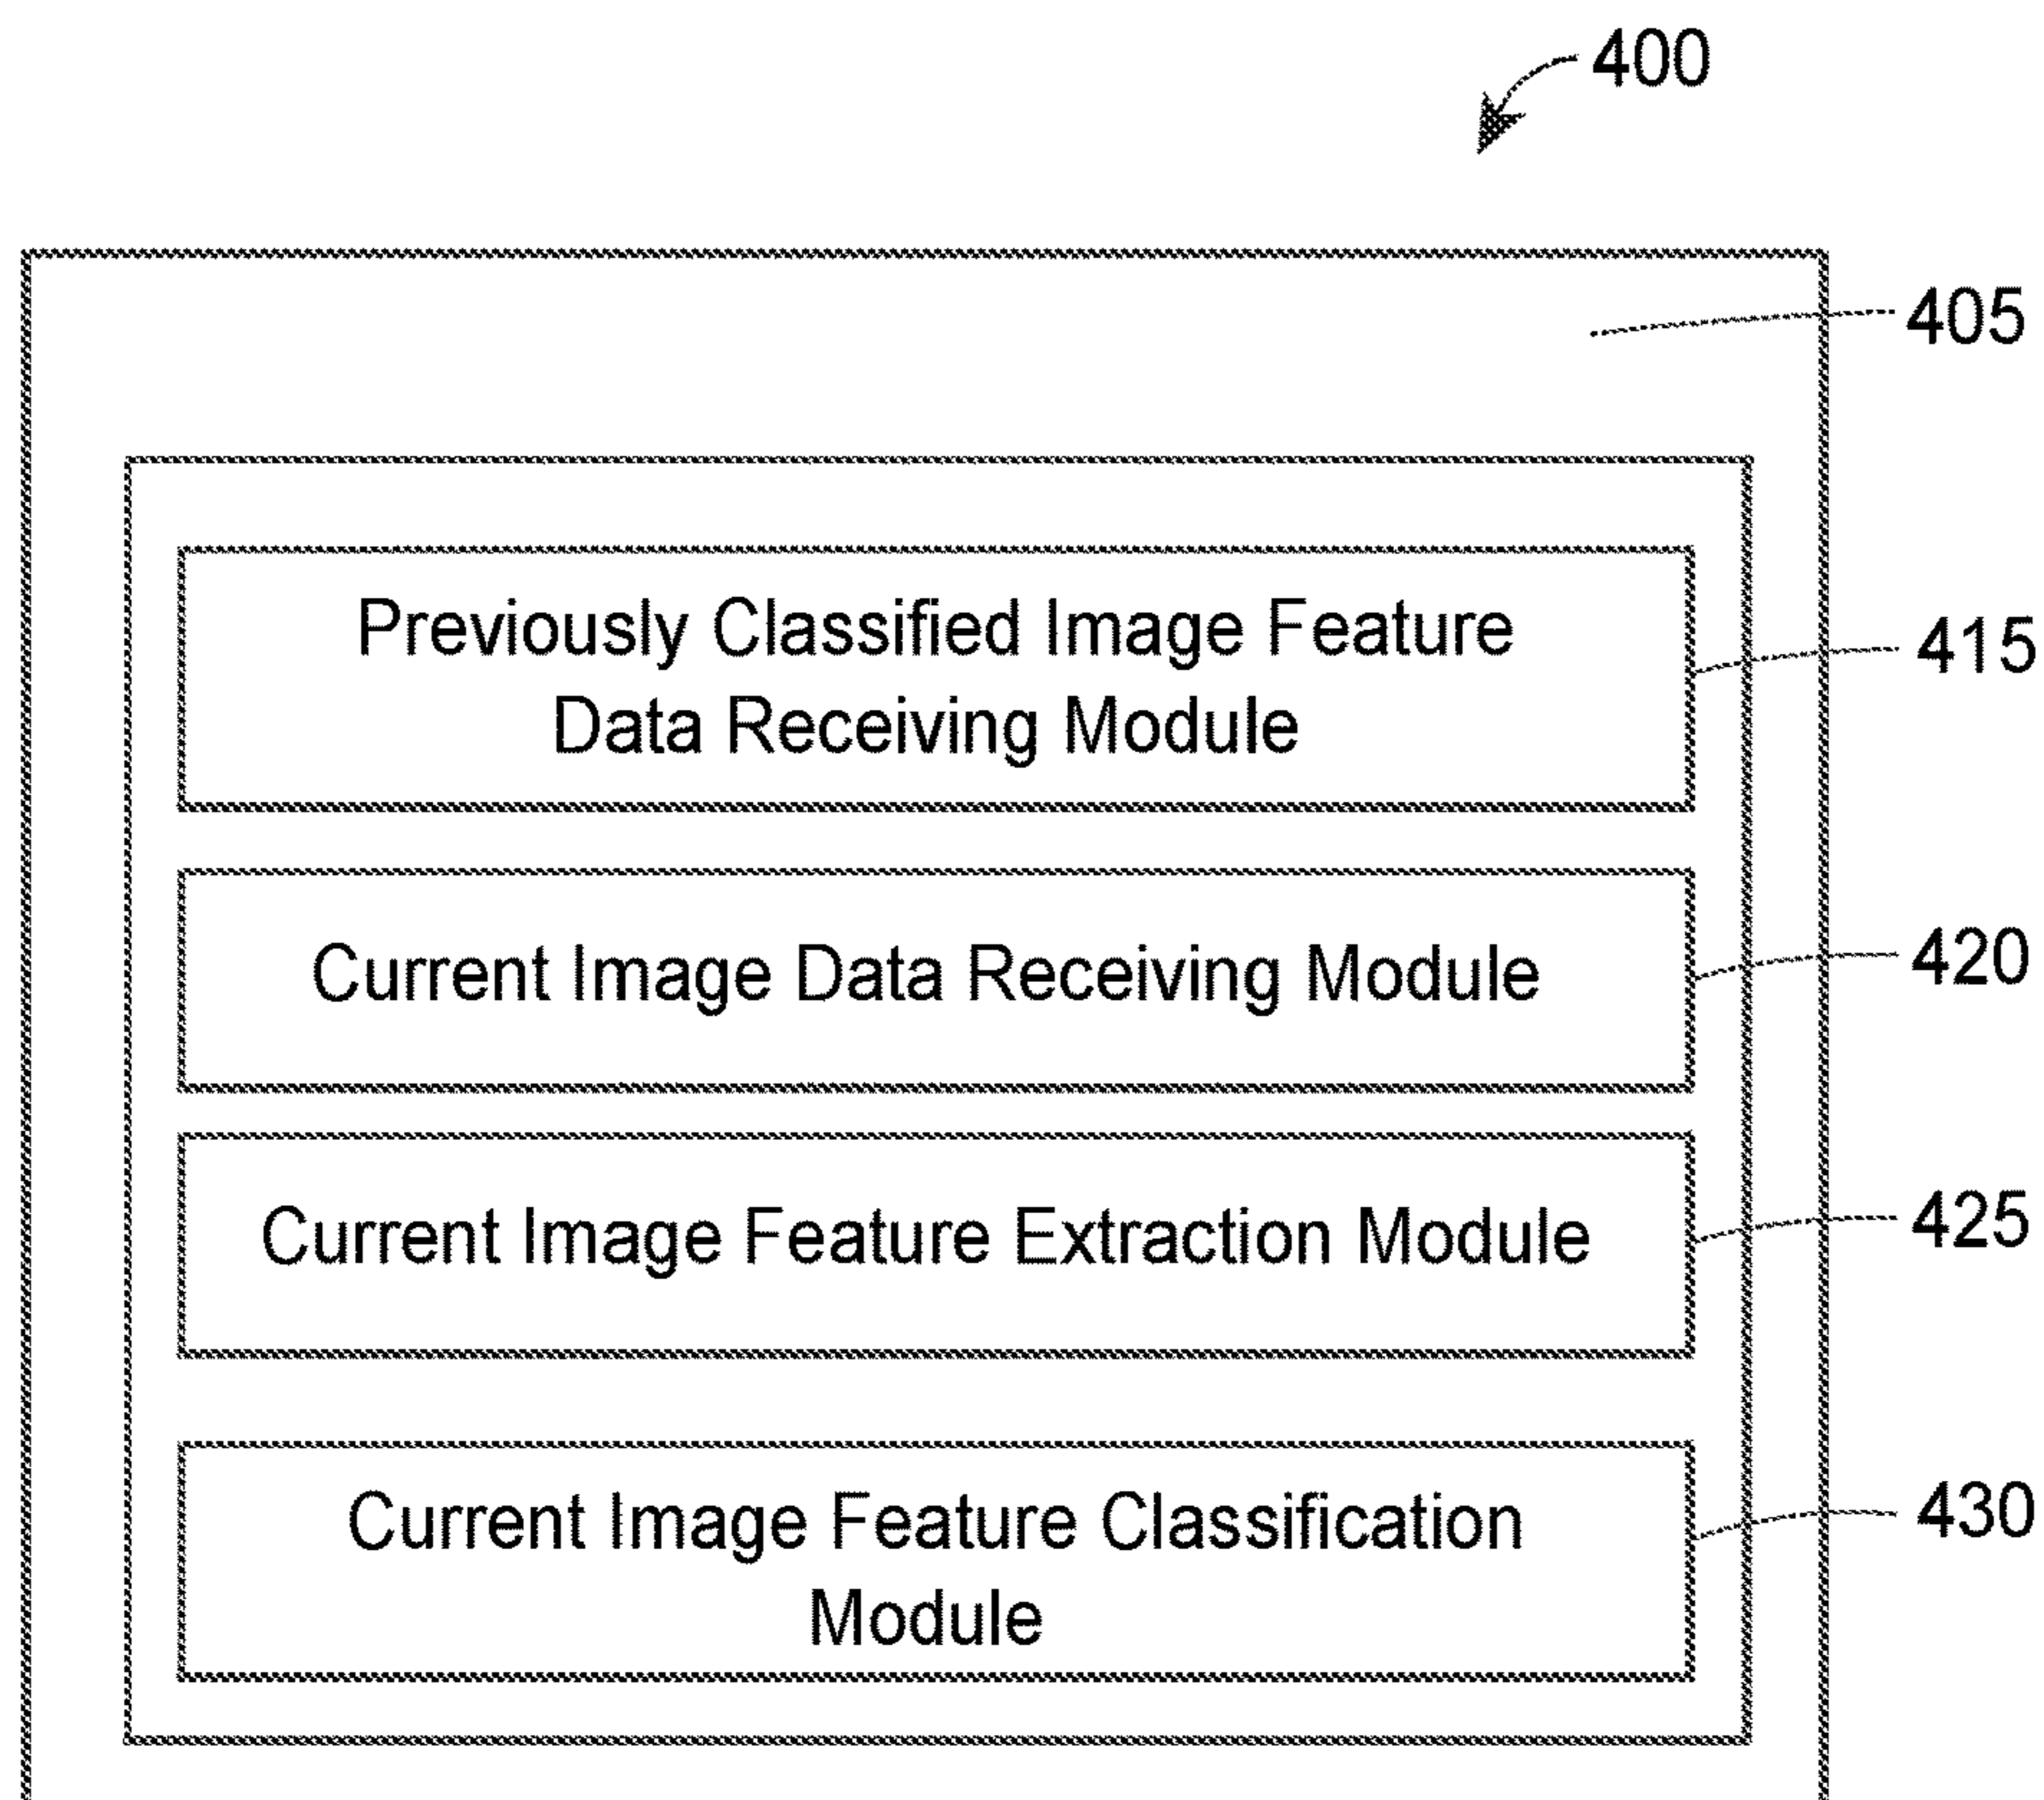 400
405
Previously Classified Image Feature
Data Receiving Module
415
Current Image Data Receiving Module
420
Current Image Feature Extraction Module
425
Current Image Feature Classification
Module
430